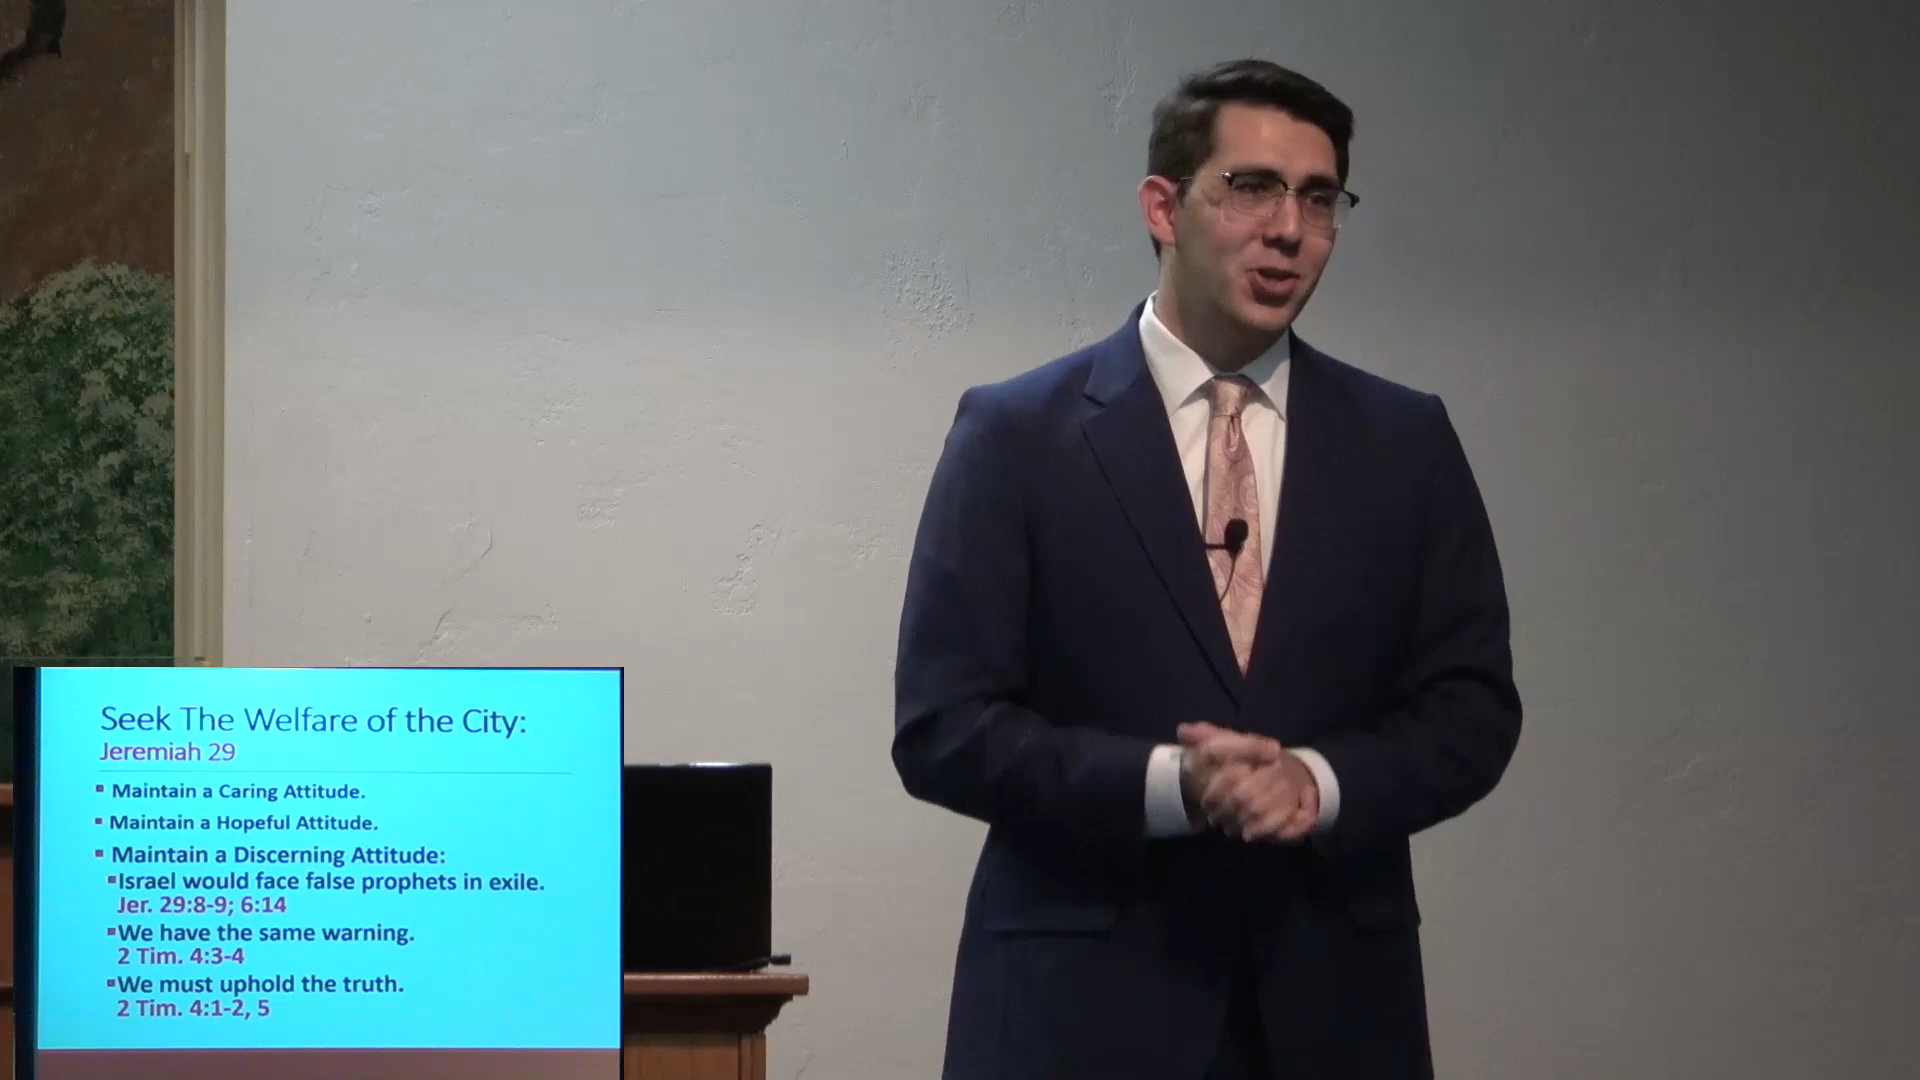 Seek The Welfare of the City:
Jeremiah 29
▪ Maintain a Caring Attitude.
▪ Maintain a Hopeful Attitude.
▪ Maintain a Discerning Attitude:
▪Israel would face false prophets in exile.
Jer. 29:8-9; 6:14
▪We have the same warning.
2 Tim. 4:3-4
▪We must uphold the truth.
2 Tim. 4:1-2, 5